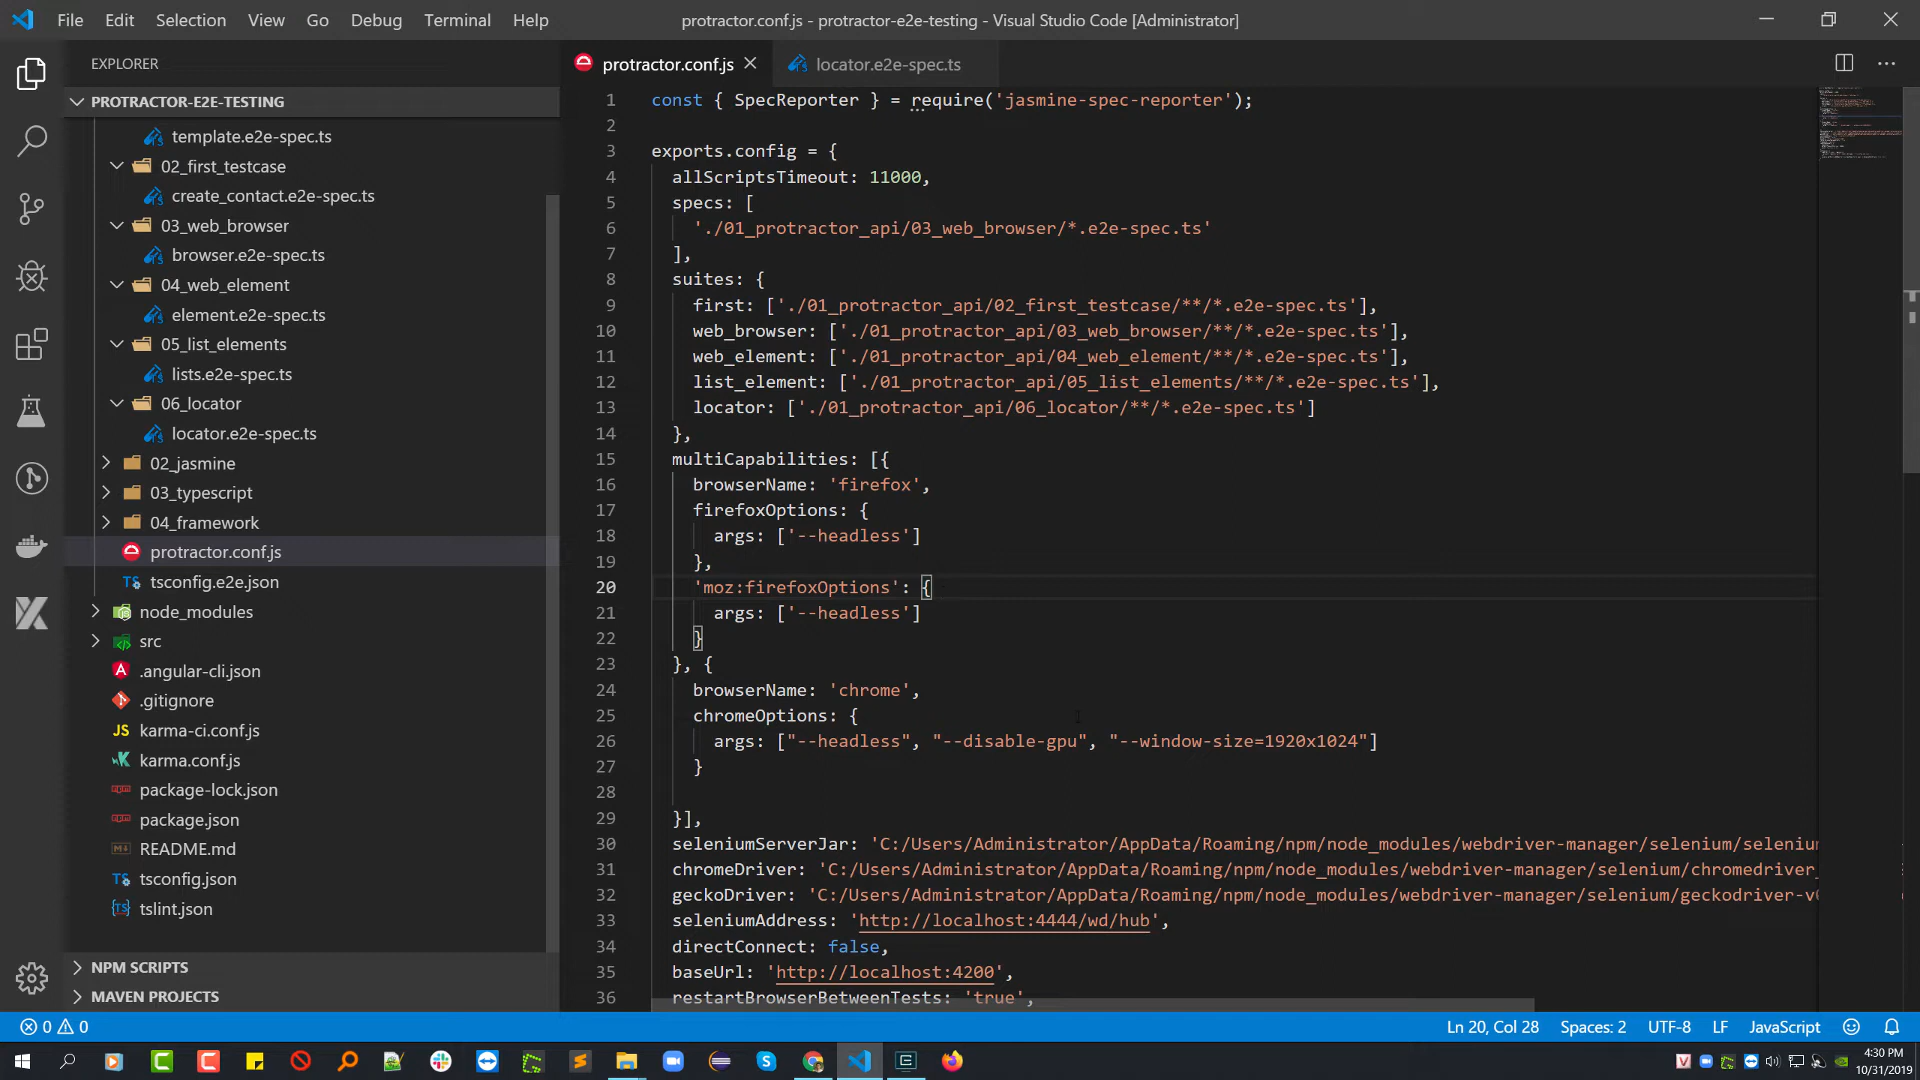 File Edit Selection View Go Debug Terminal Help
protractor.conf.js - protractor-e2e-testing - Visual Studio Code [Administrator]
EXPLORER
PROTRACTOR-E2E-TESTING
template.e2e-spec.ts
02_first_testcase
create_contact.e2e-spec.ts
03_web_browser
browser.e2e-spec.ts
04_web_element
element.e2e-spec.ts
05_list_elements
lists.e2e-spec.ts
06_locator
locator.e2e-spec.ts
02_jasmine
03_typescript
04_framework
protractor.conf.js
tsconfig.e2e.json
node_modules
src
.angular-cli.json
.gitignore
karma-ci.conf.js
karma.conf.js
package-lock.json
package.json
README.md
tsconfig.json
tslint.json
NPM SCRIPTS
MAVEN PROJECTS
protractor.conf.js
locator.e2e-spec.ts
1 const { SpecReporter } = require('jasmine-spec-reporter');
2
3 exports.config = {
4 allScriptsTimeout: 11000,
5 specs: [
6 './01_protractor_api/03_web_browser/*.e2e-spec.ts'
7 ],
8 suites: {
9 first: ['./01_protractor_api/02_first_testcase/**/*.e2e-spec.ts'],
10 web_browser: ['./01_protractor_api/03_web_browser/**/*.e2e-spec.ts'],
11 web_element: ['./01_protractor_api/04_web_element/**/*.e2e-spec.ts'],
12 list_element: ['./01_protractor_api/05_list_elements/**/*.e2e-spec.ts'],
13 locator: ['./01_protractor_api/06_locator/**/*.e2e-spec.ts']
14 },
15 multiCapabilities: [{
16 browserName: 'firefox',
17 firefoxOptions: {
18 args: ['--headless']
19 },
20 'moz:firefoxOptions': {
21 args: ['--headless']
22 }
23 }, {
24 browserName: 'chrome',
25 chromeOptions: {
26 args: ["--headless", "--disable-gpu", "--window-size=1920x1024"]
27 }
28
29 }],
30 seleniumServerJar: 'C:/Users/Administrator/AppData/Roaming/npm/node_modules/webdriver-manager/selenium/seleniu
31 chromeDriver: 'C:/Users/Administrator/AppData/Roaming/npm/node_modules/webdriver-manager/selenium/chromedriver_
32 geckoDriver: 'C:/Users/Administrator/AppData/Roaming/npm/node_modules/webdriver-manager/selenium/geckodriver-v
33 seleniumAddress: 'http://localhost:4444/wd/hub',
34 directConnect: false,
35 baseUrl: 'http://localhost:4200',
36 restartBrowserBetweenTests: 'true',
0 0
Ln 20, Col 28 Spaces: 2 UTF-8 LF JavaScript
4:30 PM
10/31/2019